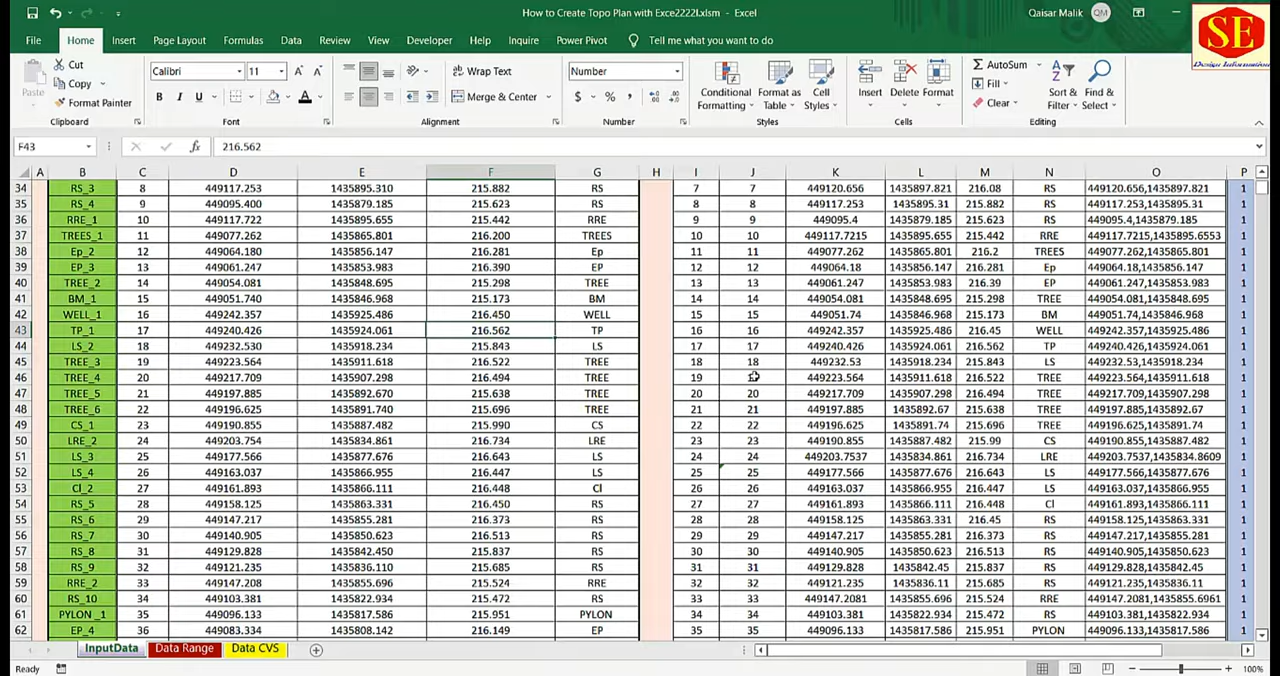 How to Create Topo Plan with Exce2222l.xlsm - Excel
Qaisar Malik QM
SE
Design Information
File Home Insert Page Layout Formulas Data Review View Developer Help Inquire Power Pivot Tell me what you want to do
Paste Cut Copy Format Painter Clipboard
Calibri 11 B I U Font
Wrap Text Merge & Center Alignment
Number $ % , Number
Conditional Formatting Format as Table Cell Styles Styles
Insert Delete Format Cells
AutoSum Fill Clear Sort & Filter Find & Select Editing
F43 fx 216.562
A B C D E F G H I J K L M N O P
34 RS_3 8 449117.253 1435895.310 215.882 RS 7 7 449120.656 1435897.821 216.08 RS 449120.656,1435897.821 1
35 RS_4 9 449095.400 1435879.185 215.623 RS 8 8 449117.253 1435895.31 215.882 RS 449117.253,1435895.31 1
36 RRE_1 10 449117.722 1435895.655 215.442 RRE 9 9 449095.4 1435879.185 215.623 RS 449095.4,1435879.185 1
37 TREES_1 11 449077.262 1435865.801 216.200 TREES 10 10 449117.7215 1435895.655 215.442 RRE 449117.7215,1435895.6553 1
38 Ep_2 12 449064.180 1435856.147 216.281 Ep 11 11 449077.262 1435865.801 216.2 TREES 449077.262,1435865.801 1
39 EP_3 13 449061.247 1435853.983 216.390 EP 12 12 449064.18 1435856.147 216.281 Ep 449064.18,1435856.147 1
40 TREE_2 14 449054.081 1435848.695 215.298 TREE 13 13 449061.247 1435853.983 216.39 EP 449061.247,1435853.983 1
41 BM_1 15 449051.740 1435846.968 215.173 BM 14 14 449054.081 1435848.695 215.298 TREE 449054.081,1435848.695 1
42 WELL_1 16 449242.357 1435925.486 216.450 WELL 15 15 449051.74 1435846.968 215.173 BM 449051.74,1435846.968 1
43 TP_1 17 449240.426 1435924.061 216.562 TP 16 16 449242.357 1435925.486 216.45 WELL 449242.357,1435925.486 1
44 LS_2 18 449232.530 1435918.234 215.843 LS 17 17 449240.426 1435924.061 216.562 TP 449240.426,1435924.061 1
45 TREE_3 19 449223.564 1435911.618 216.522 TREE 18 18 449232.53 1435918.234 215.843 LS 449232.53,1435918.234 1
46 TREE_4 20 449217.709 1435907.298 216.494 TREE 19 449223.564 1435911.618 216.522 TREE 449223.564,1435911.618 1
47 TREE_5 21 449197.885 1435892.670 215.638 TREE 20 20 449217.709 1435907.298 216.494 TREE 449217.709,1435907.298 1
48 TREE_6 22 449196.625 1435891.740 215.696 TREE 21 21 449197.885 1435892.67 215.638 TREE 449197.885,1435892.67 1
49 CS_1 23 449190.855 1435887.482 215.990 CS 22 22 449196.625 1435891.74 215.696 TREE 449196.625,1435891.74 1
50 LRE_2 24 449203.754 1435834.861 216.734 LRE 23 23 449190.855 1435887.482 215.99 CS 449190.855,1435887.482 1
51 LS_3 25 449177.566 1435877.676 216.643 LS 24 24 449203.7537 1435834.861 216.734 LRE 449203.7537,1435834.8609 1
52 LS_4 26 449163.037 1435866.955 216.447 LS 25 25 449177.566 1435877.676 216.643 LS 449177.566,1435877.676 1
53 Cl_2 27 449161.893 1435866.111 216.448 Cl 26 26 449163.037 1435866.955 216.447 LS 449163.037,1435866.955 1
54 RS_5 28 449158.125 1435863.331 216.450 RS 27 27 449161.893 1435866.111 216.448 Cl 449161.893,1435866.111 1
55 RS_6 29 449147.217 1435855.281 216.373 RS 28 28 449158.125 1435863.331 216.45 RS 449158.125,1435863.331 1
56 RS_7 30 449140.905 1435850.623 216.513 RS 29 29 449147.217 1435855.281 216.373 RS 449147.217,1435855.281 1
57 RS_8 31 449129.828 1435842.450 215.837 RS 30 30 449140.905 1435850.623 216.513 RS 449140.905,1435850.623 1
58 RS_9 32 449121.235 1435836.110 215.685 RS 31 31 449129.828 1435842.45 215.837 RS 449129.828,1435842.45 1
59 RRE_2 33 449147.208 1435855.696 215.524 RRE 32 32 449121.235 1435836.11 215.685 RS 449121.235,1435836.11 1
60 RS_10 34 449103.381 1435822.934 215.472 RS 33 33 449147.2081 1435855.696 215.524 RRE 449147.2081,1435855.6961 1
61 PYLON _1 35 449096.133 1435817.586 215.951 PYLON 34 34 449103.381 1435822.934 215.472 RS 449103.381,1435822.934 1
62 EP_4 36 449083.334 1435808.142 216.149 EP 35 35 449096.133 1435817.586 215.951 PYLON 449096.133,1435817.586 1
InputData Data Range Data CVS
Ready 100%